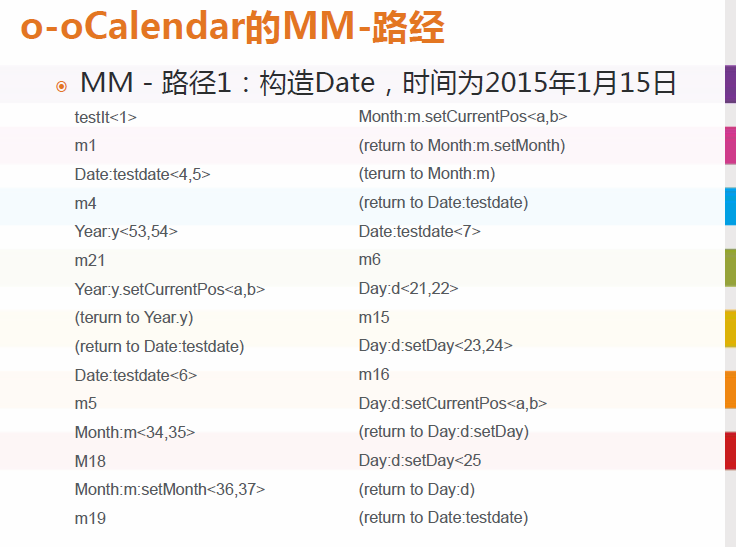 o-oCalendar的MM-路经
MM - 路径1：构造Date，时间为2015年1月15日
testIt<1>
m1
Date:testdate<4,5>
m4
Year:y<53,54>
m21
Year:y.setCurrentPos<a,b>
(terurn to Year.y)
(return to Date:testdate)
Date:testdate<6>
m5
Month:m<34,35>
M18
Month:m:setMonth<36,37>
m19
Month:m.setCurrentPos<a,b>
(return to Month:m.setMonth)
(terurn to Month:m)
(return to Date:testdate)
Date:testdate<7>
m6
Day:d<21,22>
m15
Day:d:setDay<23,24>
m16
Day:d:setCurrentPos<a,b>
(return to Day:d:setDay)
Day:d:setDay<25
(return to Day:d)
(return to Date:testdate)